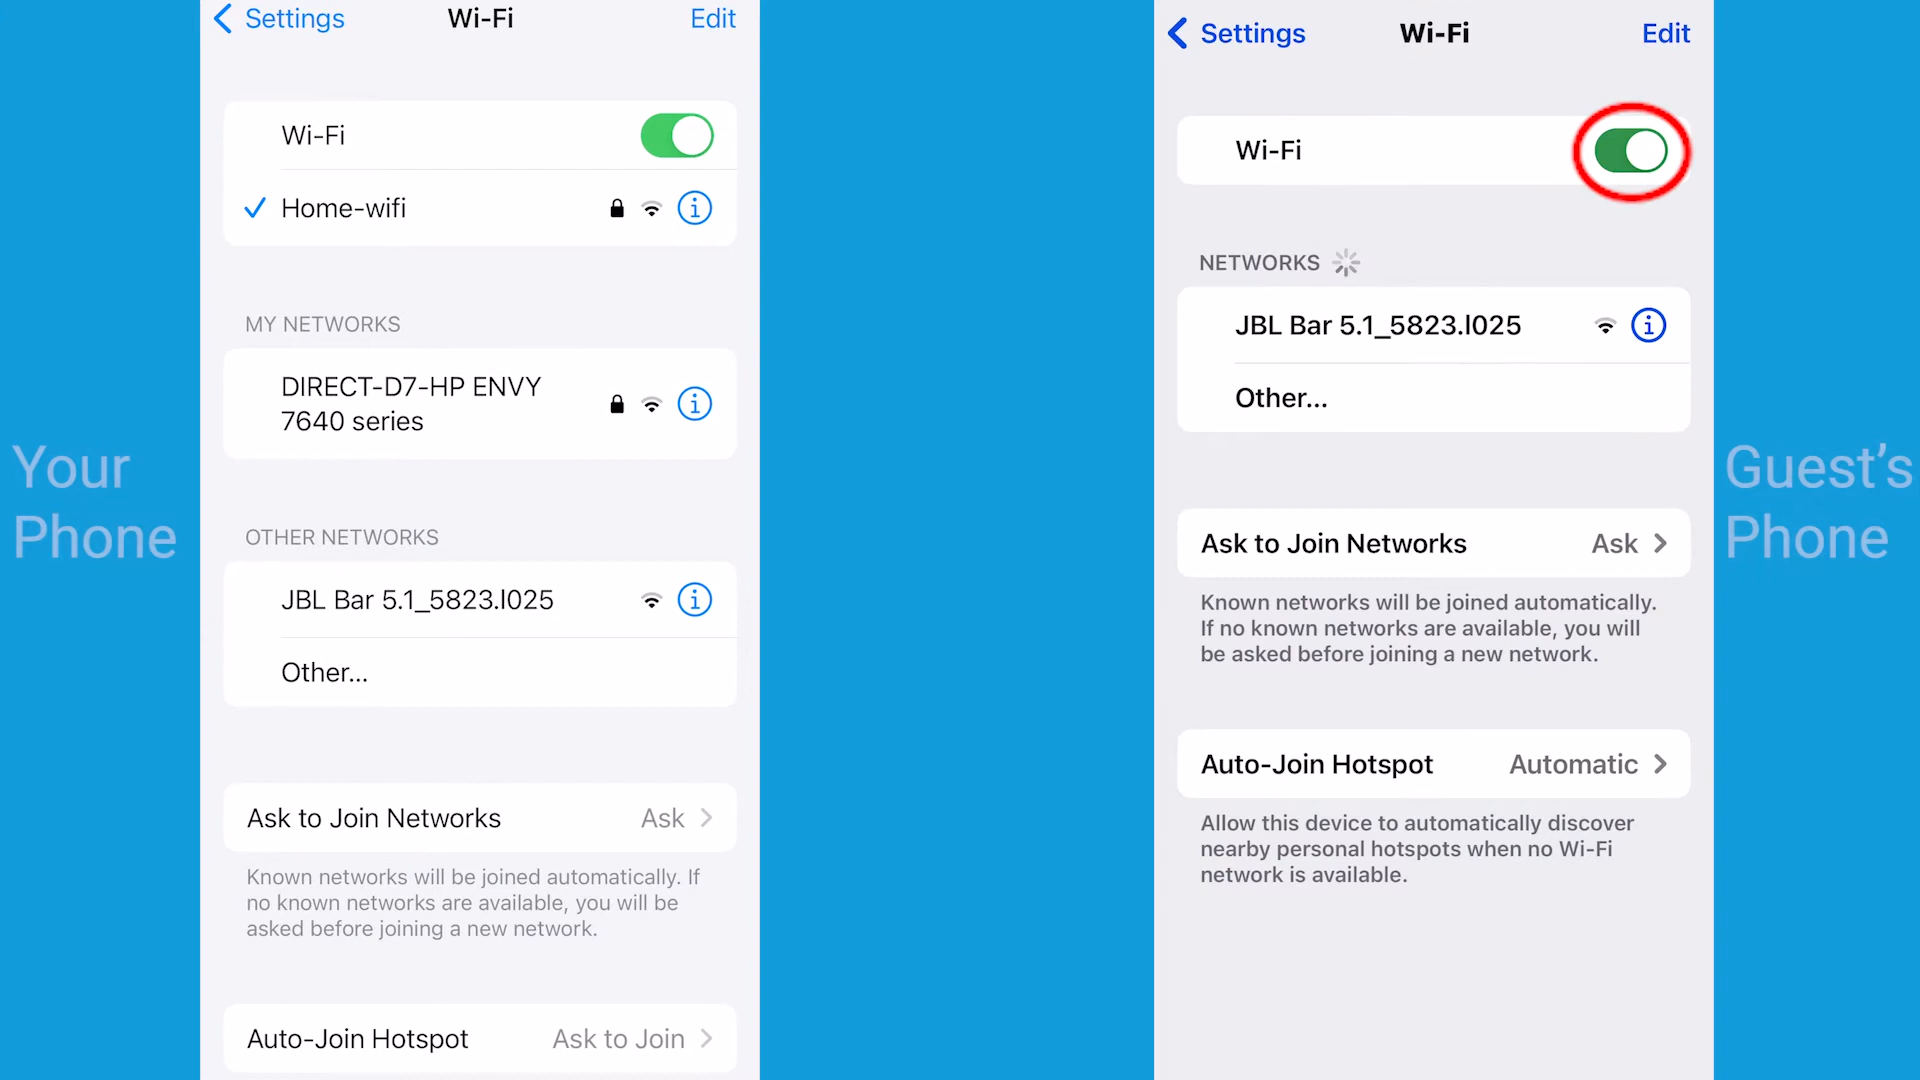 Your
Phone
Settings
Wi-Fi
Edit
Wi-Fi
Home-wifi
MY NETWORKS
DIRECT-D7-HP ENVY
7640 series
OTHER NETWORKS
JBL Bar 5.1_5823.l025
Other...
Ask to Join Networks Ask
Known networks will be joined automatically. If
no known networks are available, you will be
asked before joining a new network.
Auto-Join Hotspot Ask to Join
Settings
Wi-Fi
Edit
Wi-Fi
NETWORKS
JBL Bar 5.1_5823.l025
Other...
Ask to Join Networks Ask
Known networks will be joined automatically.
If no known networks are available, you will
be asked before joining a new network.
Auto-Join Hotspot Automatic
Allow this device to automatically discover
nearby personal hotspots when no Wi-Fi
network is available.
Guest’s
Phone